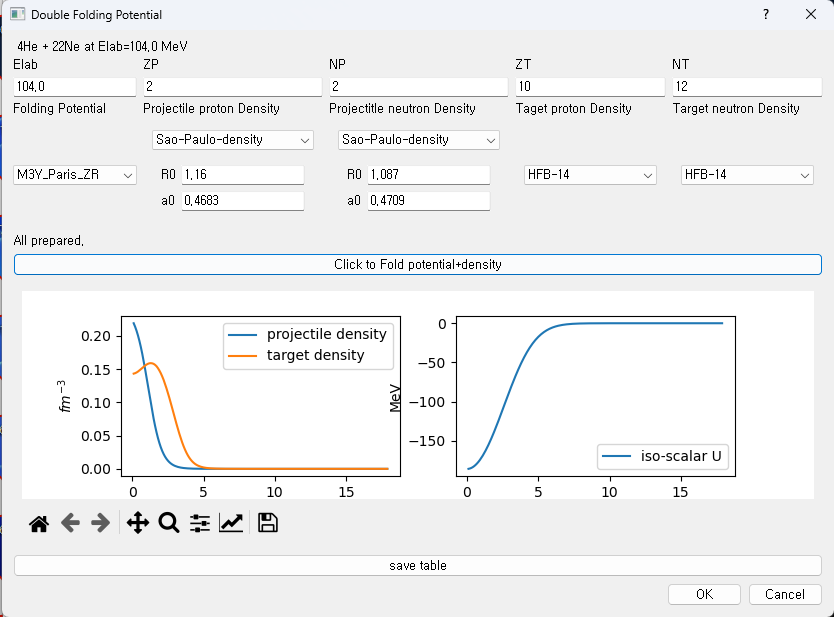 Double Folding Potential
?
4He + 22Ne at Elab=104.0 MeV
Elab ZP NP ZT NT
104.0 2 2 10 12
Folding Potential Projectile proton Density Projectitle neutron Density Taget proton Density Target neutron Density
Sao-Paulo-density Sao-Paulo-density
M3Y_Paris_ZR R0 1.16 R0 1.087 HFB-14 HFB-14
a0 0.4683 a0 0.4709
All prepared.
Click to Fold potential+density
projectile density
target density
0.20
0.15
0.10
0.05
0.00
fm⁻³
0 5 10 15
0
−50
−100
−150
MeV
iso-scalar U
0 5 10 15
save table
OK Cancel